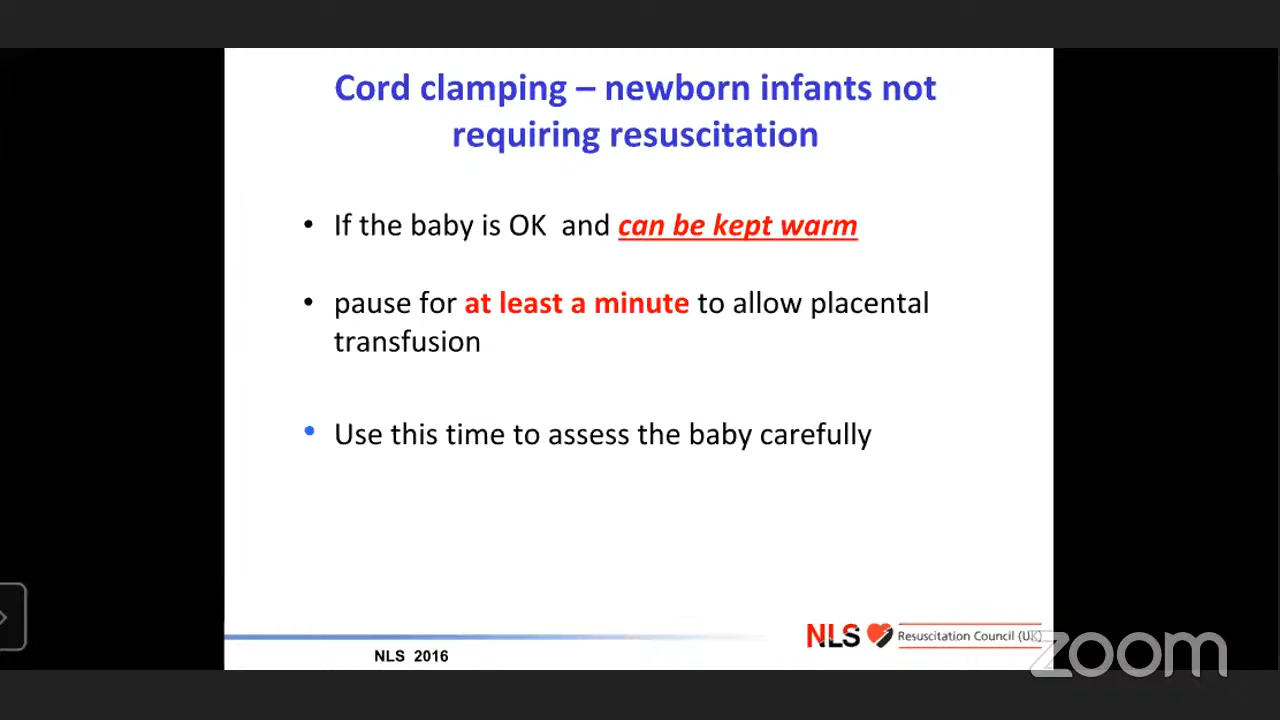 Cord clamping – newborn infants not
requiring resuscitation
• If the baby is OK and can be kept warm
• pause for at least a minute to allow placental
transfusion
• Use this time to assess the baby carefully
NLS Resuscitation Council (UK)
zoom
NLS 2016